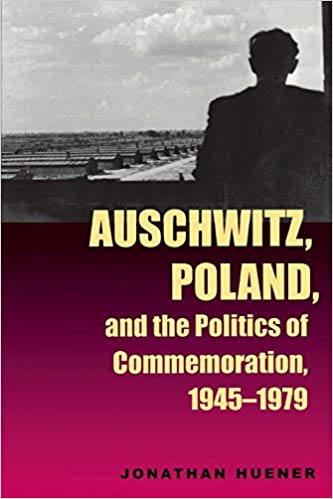 AUSCHWITZ,
POLAND,
and the Politics of
Commemoration,
1945–1979
JONATHAN HUENER